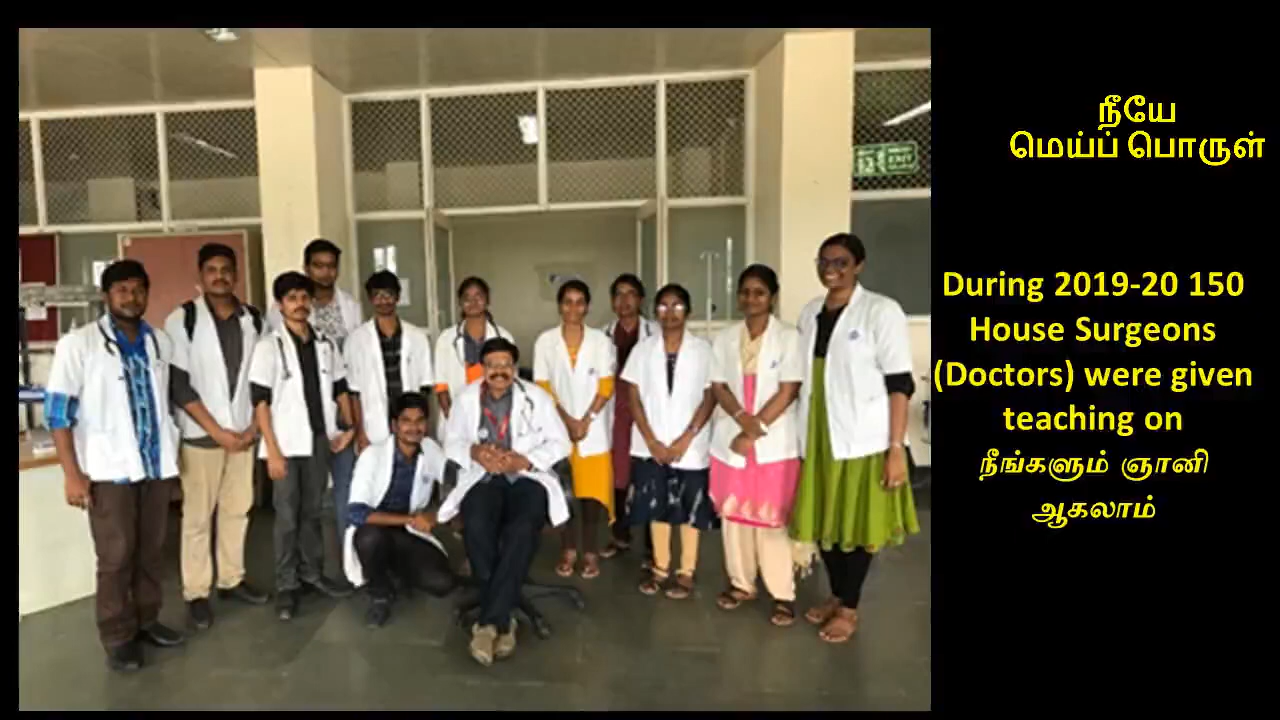 நீயே
மெய்ப் பொருள்
EXIT
During 2019-20 150
House Surgeons
(Doctors) were given
teaching on
நீங்களும் ஞானி
ஆகலாம்